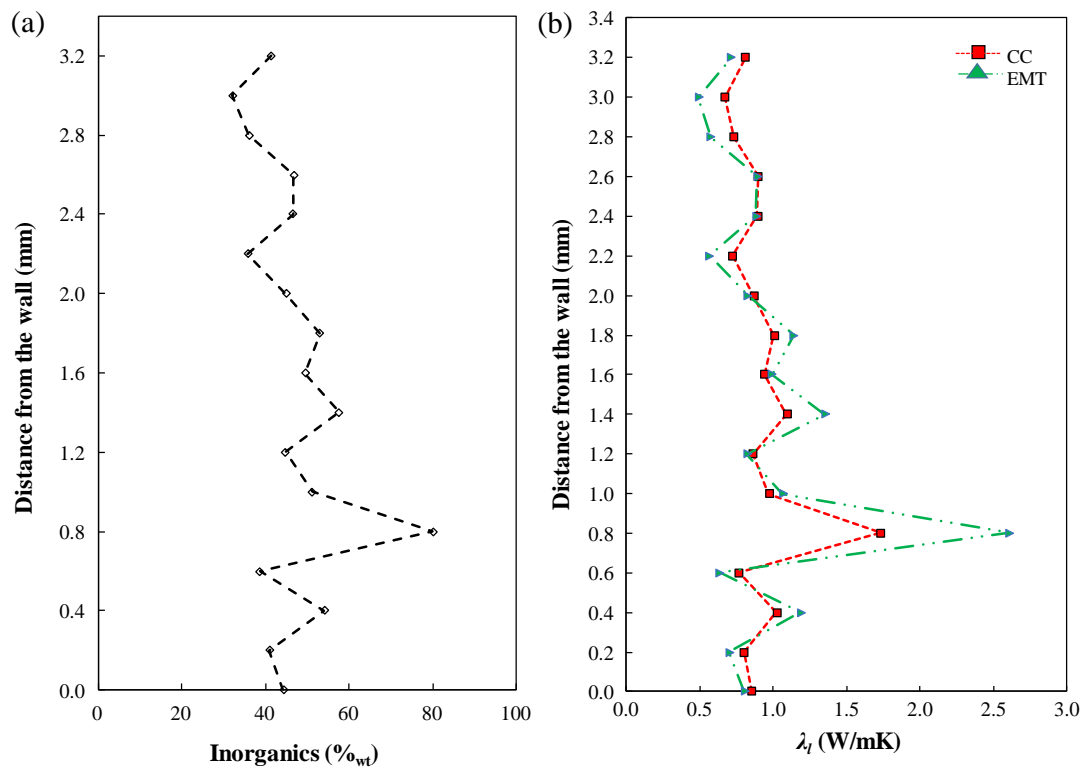 (a)
Distance from the wall (mm)
3.2
2.8
2.4
2.0
1.6
1.2
0.8
0.4
0.0
0 20 40 60 80 100
Inorganics (%wt)
(b)
Distance from the wall (mm)
3.4
3.2
3.0
2.8
2.6
2.4
2.2
2.0
1.8
1.6
1.4
1.2
1.0
0.8
0.6
0.4
0.2
0.0
0.0 0.5 1.0 1.5 2.0 2.5 3.0
λl (W/mK)
CC
EMT